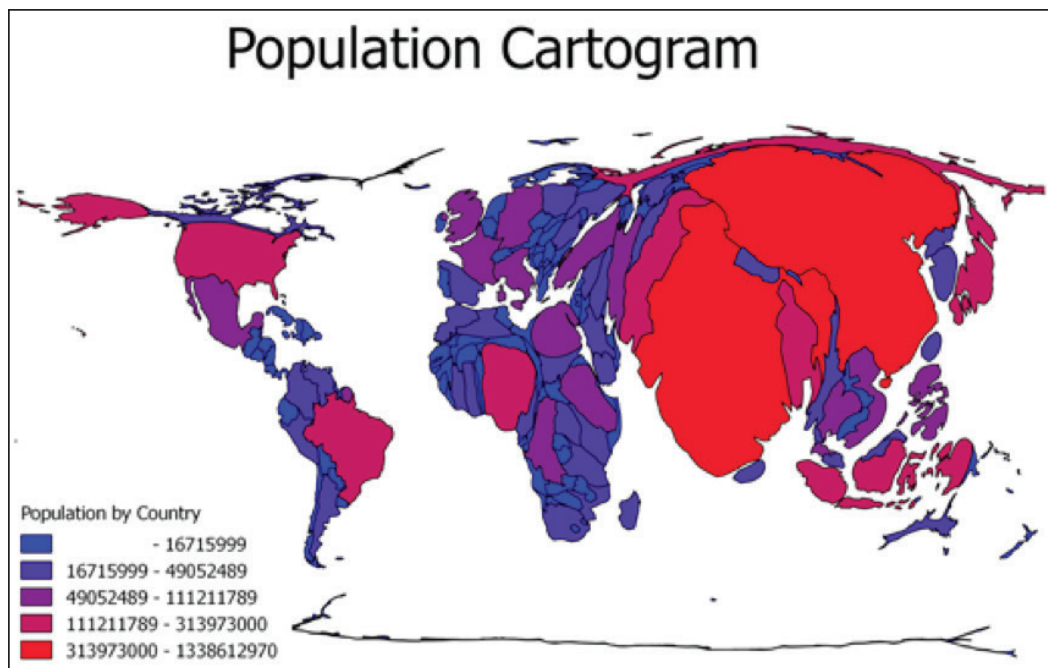 Population Cartogram
Population by Country
- 16715999
16715999 - 49052489
49052489 - 111211789
111211789 - 313973000
313973000 - 1338612970